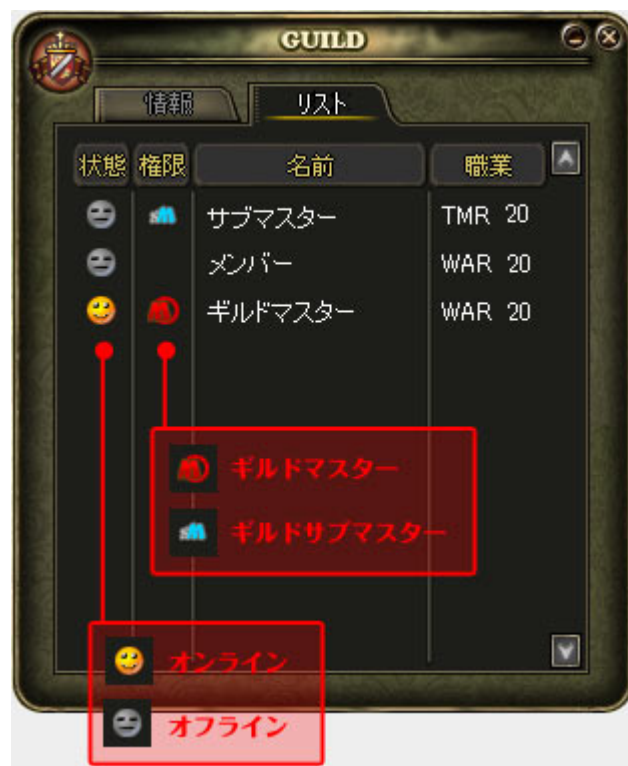 GUILD
情報 リスト
状態 権限 名前 職業
sM サブマスター TMR 20
メンバー WAR 20
ギルドマスター WAR 20
ギルドマスター
sM ギルドサブマスター
オンライン
オフライン